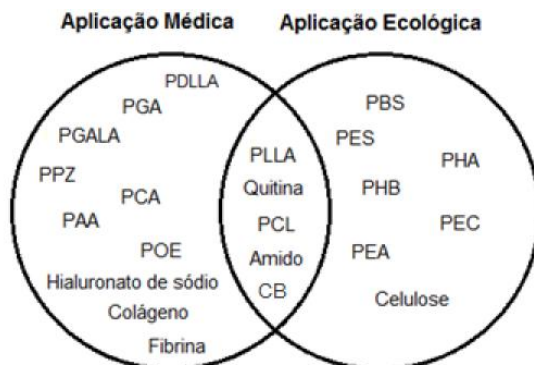 Aplicação Médica
Aplicação Ecológica
PDLLA
PGA
PGALA
PPZ
PCA
PAA
POE
Hialuronato de sódio
Colágeno
Fibrina
PLLA
Quitina
PCL
Amido
CB
PBS
PES
PHA
PHB
PEC
PEA
Celulose